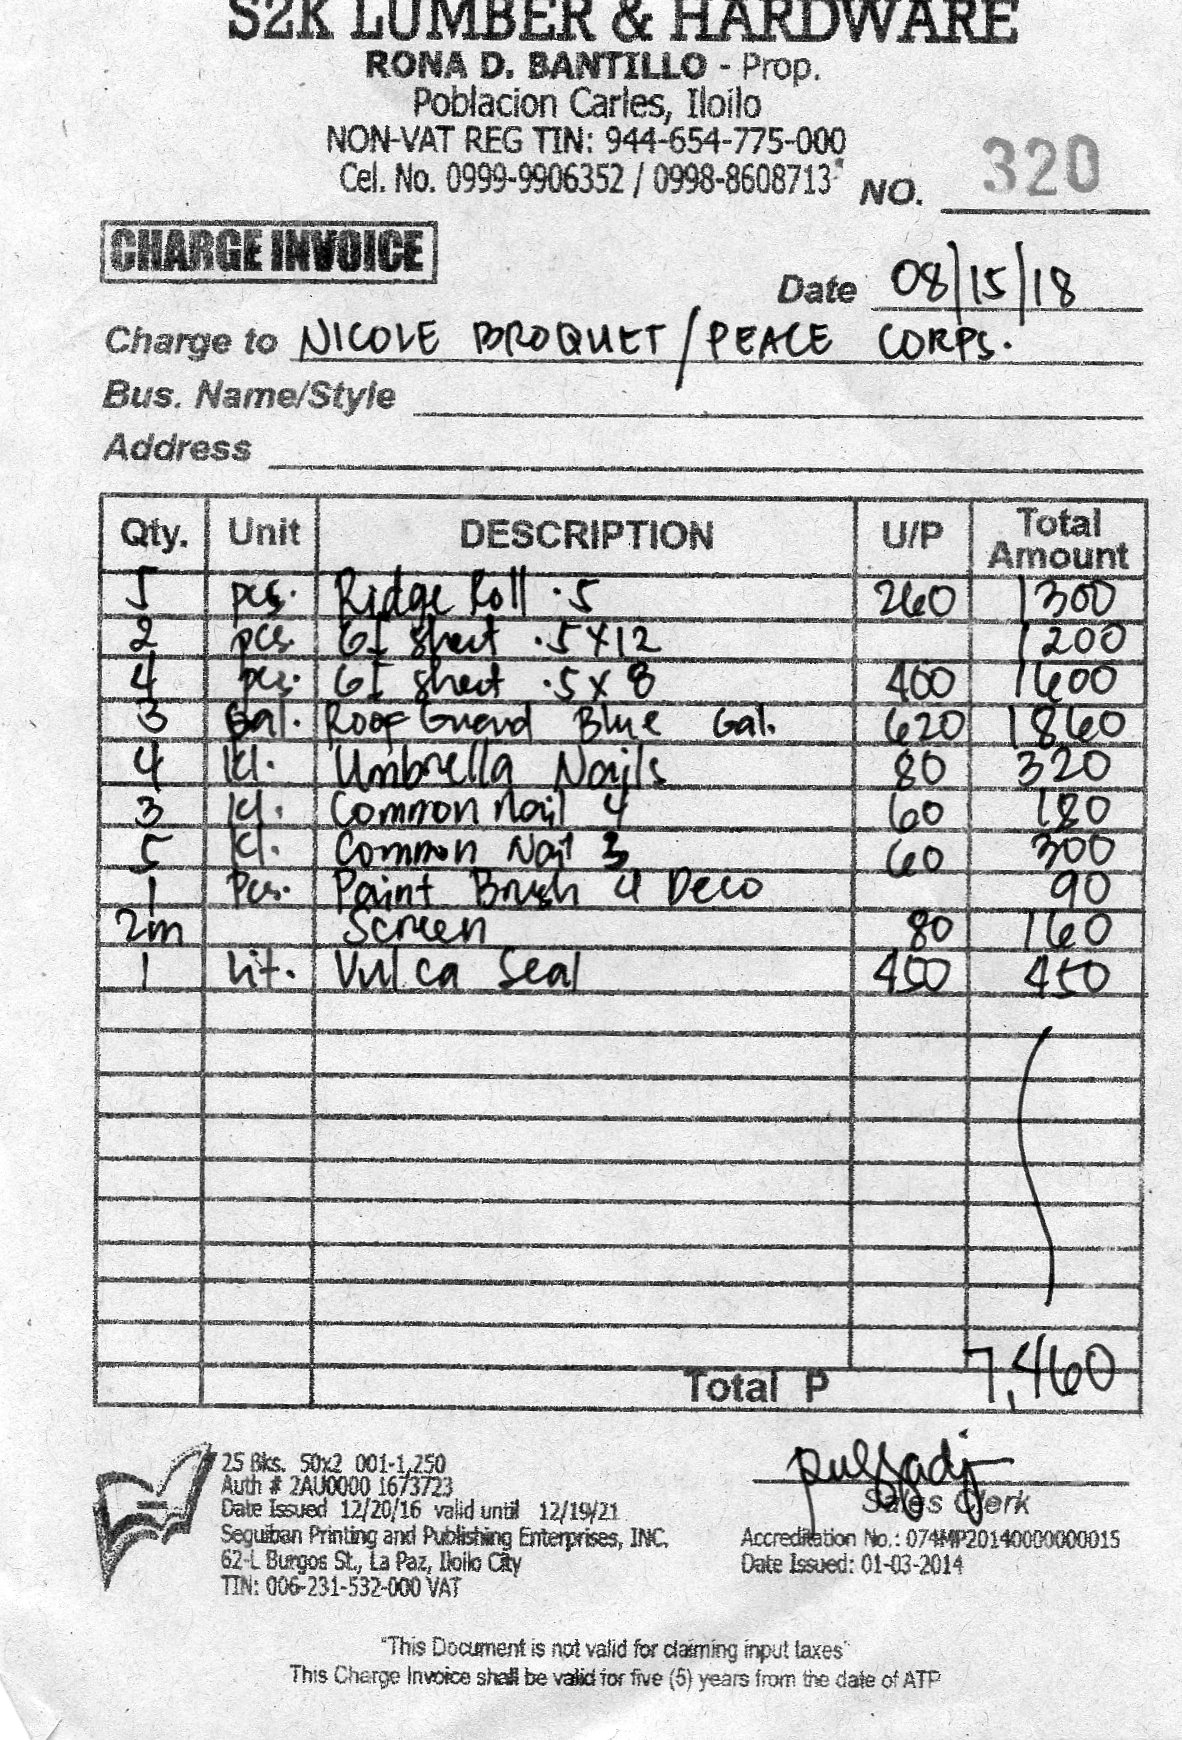 S2K LUMBER & HARDWARE
RONA D. BANTILLO - Prop.
Poblacion Carles, Iloilo
NON-VAT REG TIN: 944-654-775-000
Cel. No. 0999-9906352 / 0998-8608713
NO. 320
CHARGE INVOICE
Date 08/15/18
Charge to NICOLE BROQUET / PEACE CORPS.
Bus. Name/Style
Address
Qty. Unit DESCRIPTION U/P Total Amount
5 pcs. Ridge Roll .5 260 1300
2 pcs. GI sheet .5x12 1200
4 pcs. GI sheet .5x8 400 1600
3 Gal. Roof Guard Blue Gal. 620 1860
4 kl. Umbrella Nails 80 320
3 kl. Common Nail 4 60 180
5 kl. Common Nail 3 60 300
1 Pcs. Paint Brush 4 Deco 90
2m Screen 80 160
1 Lit. Vulca Seal 450 450
Total P 7,460
Sales Clerk
25 Bks. 50x2 001-1,250
Auth # 2AU0000 1673723
Date Issued 12/20/16 valid until 12/19/21
Seguiban Printing and Publishing Enterprises, INC.
62-L Burgos St., La Paz, Iloilo City
TIN: 006-231-532-000 VAT
Accreditation No.: 074MP20140000000015
Date Issued: 01-03-2014
"This Document is not valid for claiming input taxes"
This Charge Invoice shall be valid for five (5) years from the date of ATP